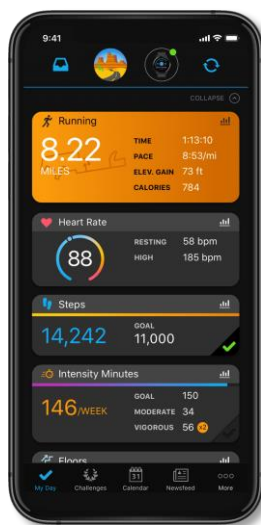 9:41
COLLAPSE
Running
8.22
MILES
TIME 1:13:10
PACE 8:53/mi
ELEV. GAIN 73 ft
CALORIES 784
Heart Rate
88
RESTING 58 bpm
HIGH 185 bpm
Steps
14,242
GOAL
11,000
Intensity Minutes
146/WEEK
GOAL 150
MODERATE 34
VIGOROUS 56 x2
Floors
31
My Day Challenges Calendar Newsfeed More